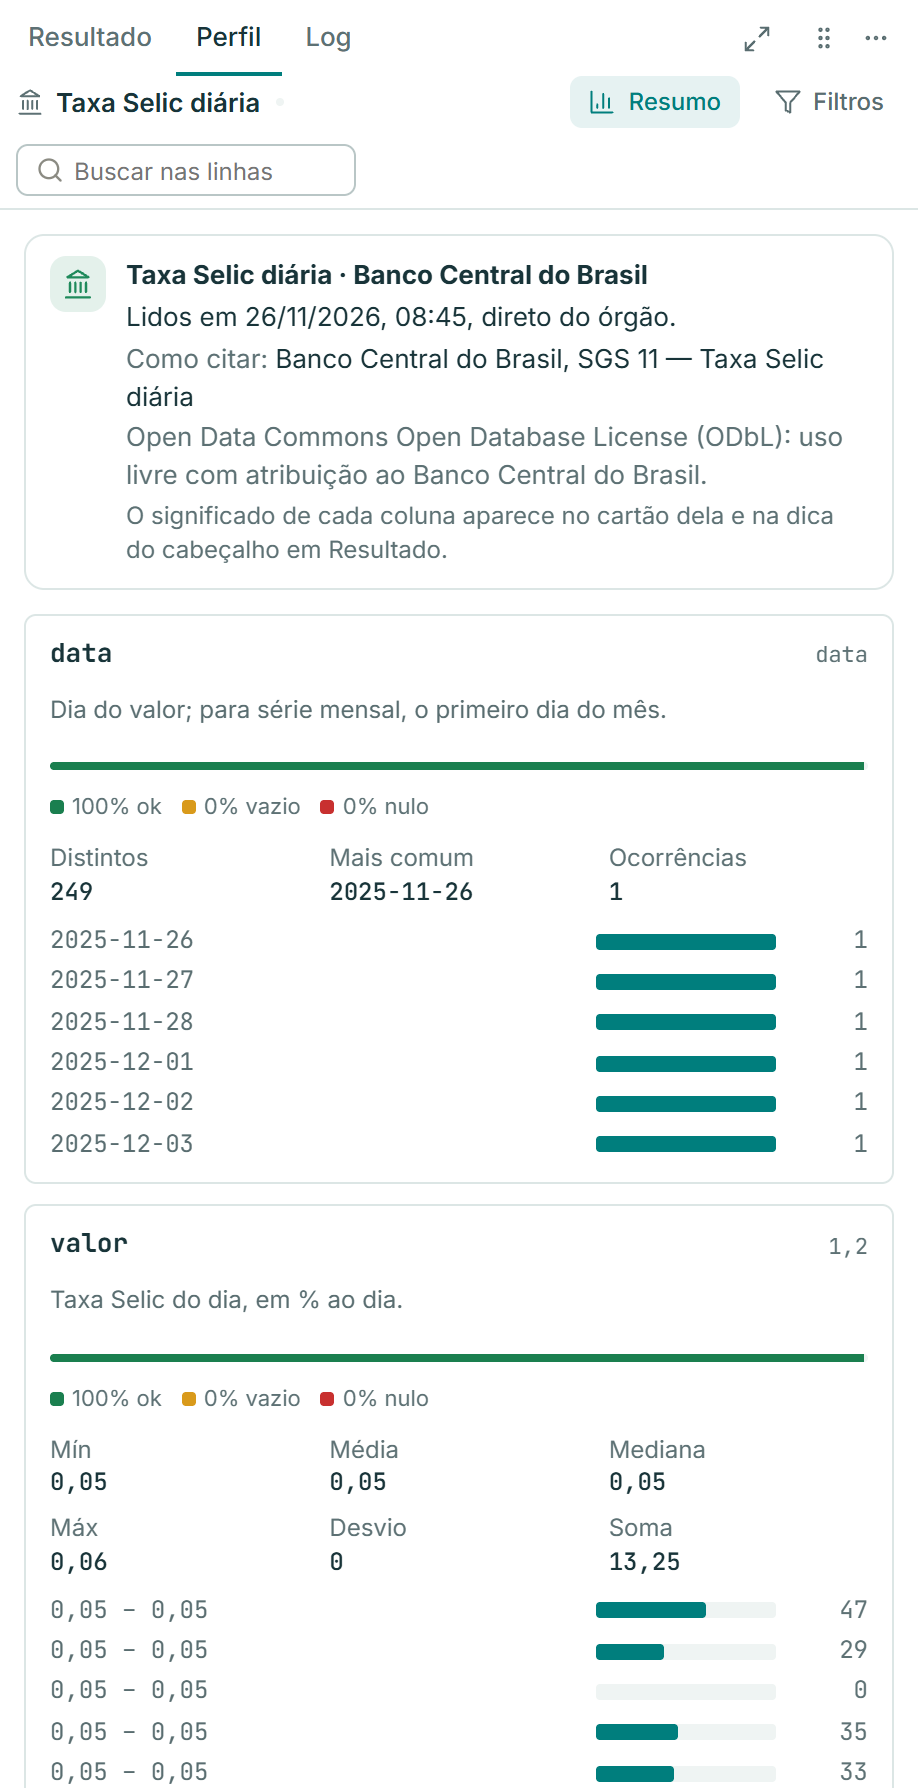 Resultado Perfil Log
Taxa Selic diária Resumo Filtros
Buscar nas linhas
Taxa Selic diária · Banco Central do Brasil
Lidos em 26/11/2026, 08:45, direto do órgão.
Como citar: Banco Central do Brasil, SGS 11 — Taxa Selic
diária
Open Data Commons Open Database License (ODbL): uso
livre com atribuição ao Banco Central do Brasil.
O significado de cada coluna aparece no cartão dela e na dica
do cabeçalho em Resultado.
data data
Dia do valor; para série mensal, o primeiro dia do mês.
100% ok 0% vazio 0% nulo
Distintos Mais comum Ocorrências
249 2025-11-26 1
2025-11-26 1
2025-11-27 1
2025-11-28 1
2025-12-01 1
2025-12-02 1
2025-12-03 1
valor 1,2
Taxa Selic do dia, em % ao dia.
100% ok 0% vazio 0% nulo
Mín Média Mediana
0,05 0,05 0,05
Máx Desvio Soma
0,06 0 13,25
0,05 – 0,05 47
0,05 – 0,05 29
0,05 – 0,05 0
0,05 – 0,05 35
0,05 – 0,05 33